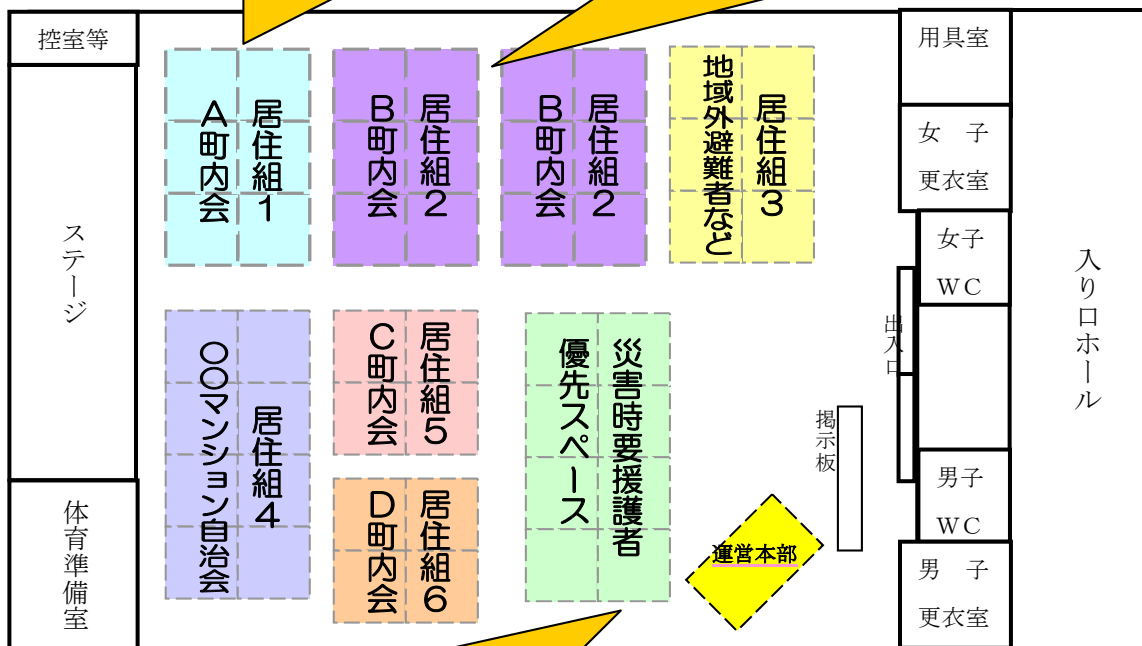 控室等
ステージ
体育準備室
居住組1
A町内会
居住組2
B町内会
居住組2
B町内会
居住組3
地域外避難者など
居住組4
〇〇マンション自治会
居住組5
C町内会
居住組6
D町内会
災害時要援護者
優先スペース
運営本部
掲示板
出入口
用具室
女　子
更衣室
女子
WC
男子
WC
男　子
更衣室
入り口ホール